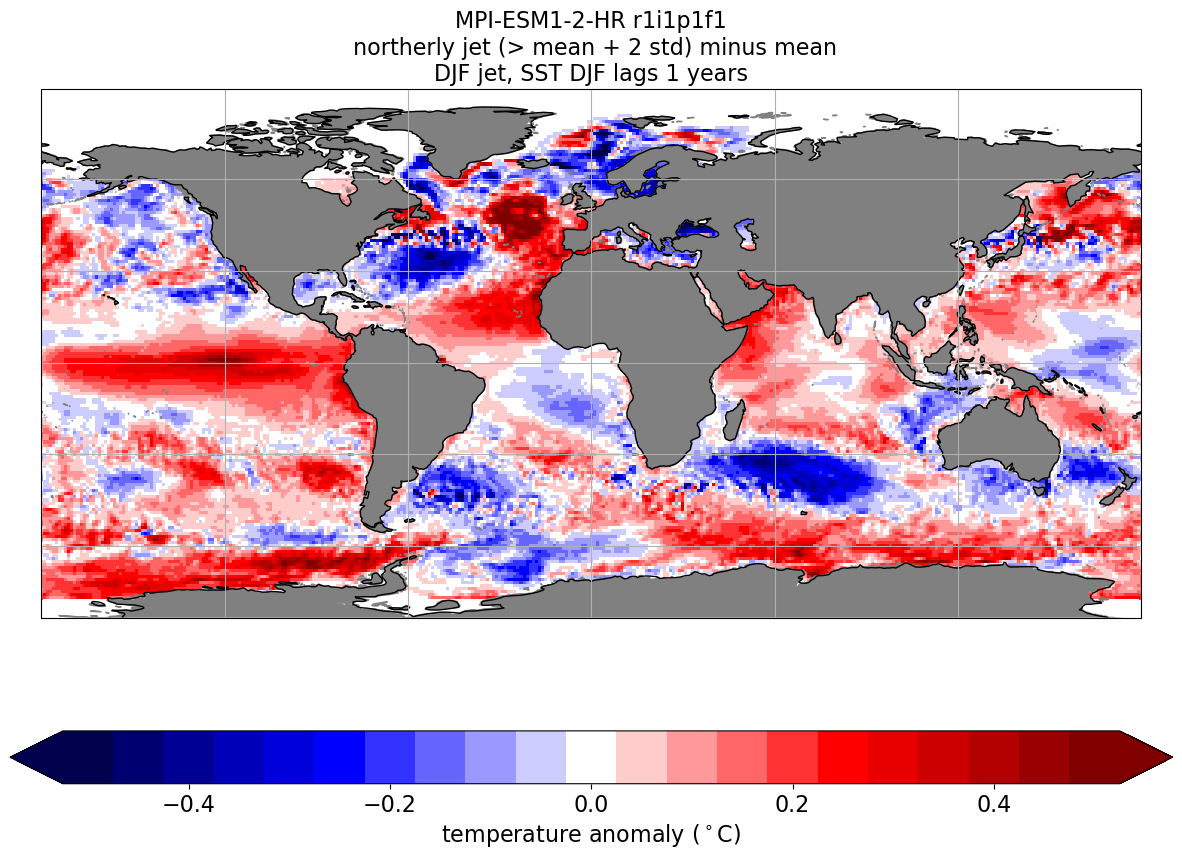 MPI-ESM1-2-HR r1i1p1f1
northerly jet (> mean + 2 std) minus mean
DJF jet, SST DJF lags 1 years
−0.4 −0.2 0.0 0.2 0.4
temperature anomaly (°C)